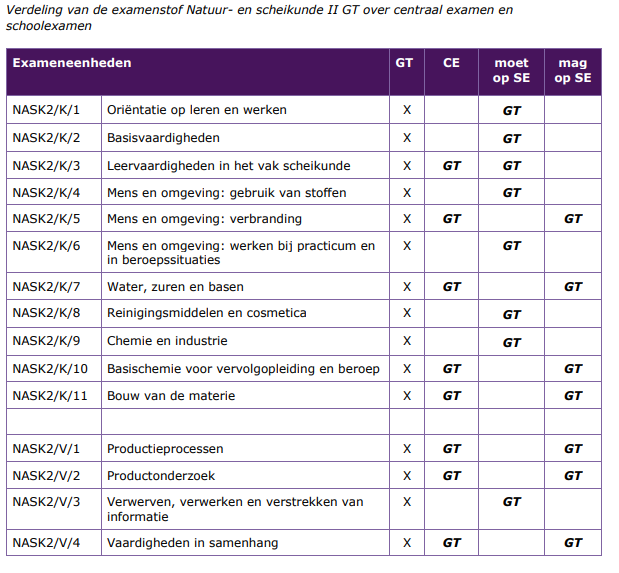 Verdeling van de examenstof Natuur- en scheikunde II GT over centraal examen en
schoolexamen
Exameneenheden GT CE moet op SE mag op SE
NASK2/K/1 Oriëntatie op leren en werken X GT
NASK2/K/2 Basisvaardigheden X GT
NASK2/K/3 Leervaardigheden in het vak scheikunde X GT GT
NASK2/K/4 Mens en omgeving: gebruik van stoffen X GT
NASK2/K/5 Mens en omgeving: verbranding X GT GT
NASK2/K/6 Mens en omgeving: werken bij practicum en X GT
in beroepssituaties
NASK2/K/7 Water, zuren en basen X GT GT
NASK2/K/8 Reinigingsmiddelen en cosmetica X GT
NASK2/K/9 Chemie en industrie X GT
NASK2/K/10 Basischemie voor vervolgopleiding en beroep X GT GT
NASK2/K/11 Bouw van de materie X GT GT
NASK2/V/1 Productieprocessen X GT GT
NASK2/V/2 Productonderzoek X GT GT
NASK2/V/3 Verwerven, verwerken en verstrekken van X GT
informatie
NASK2/V/4 Vaardigheden in samenhang X GT GT